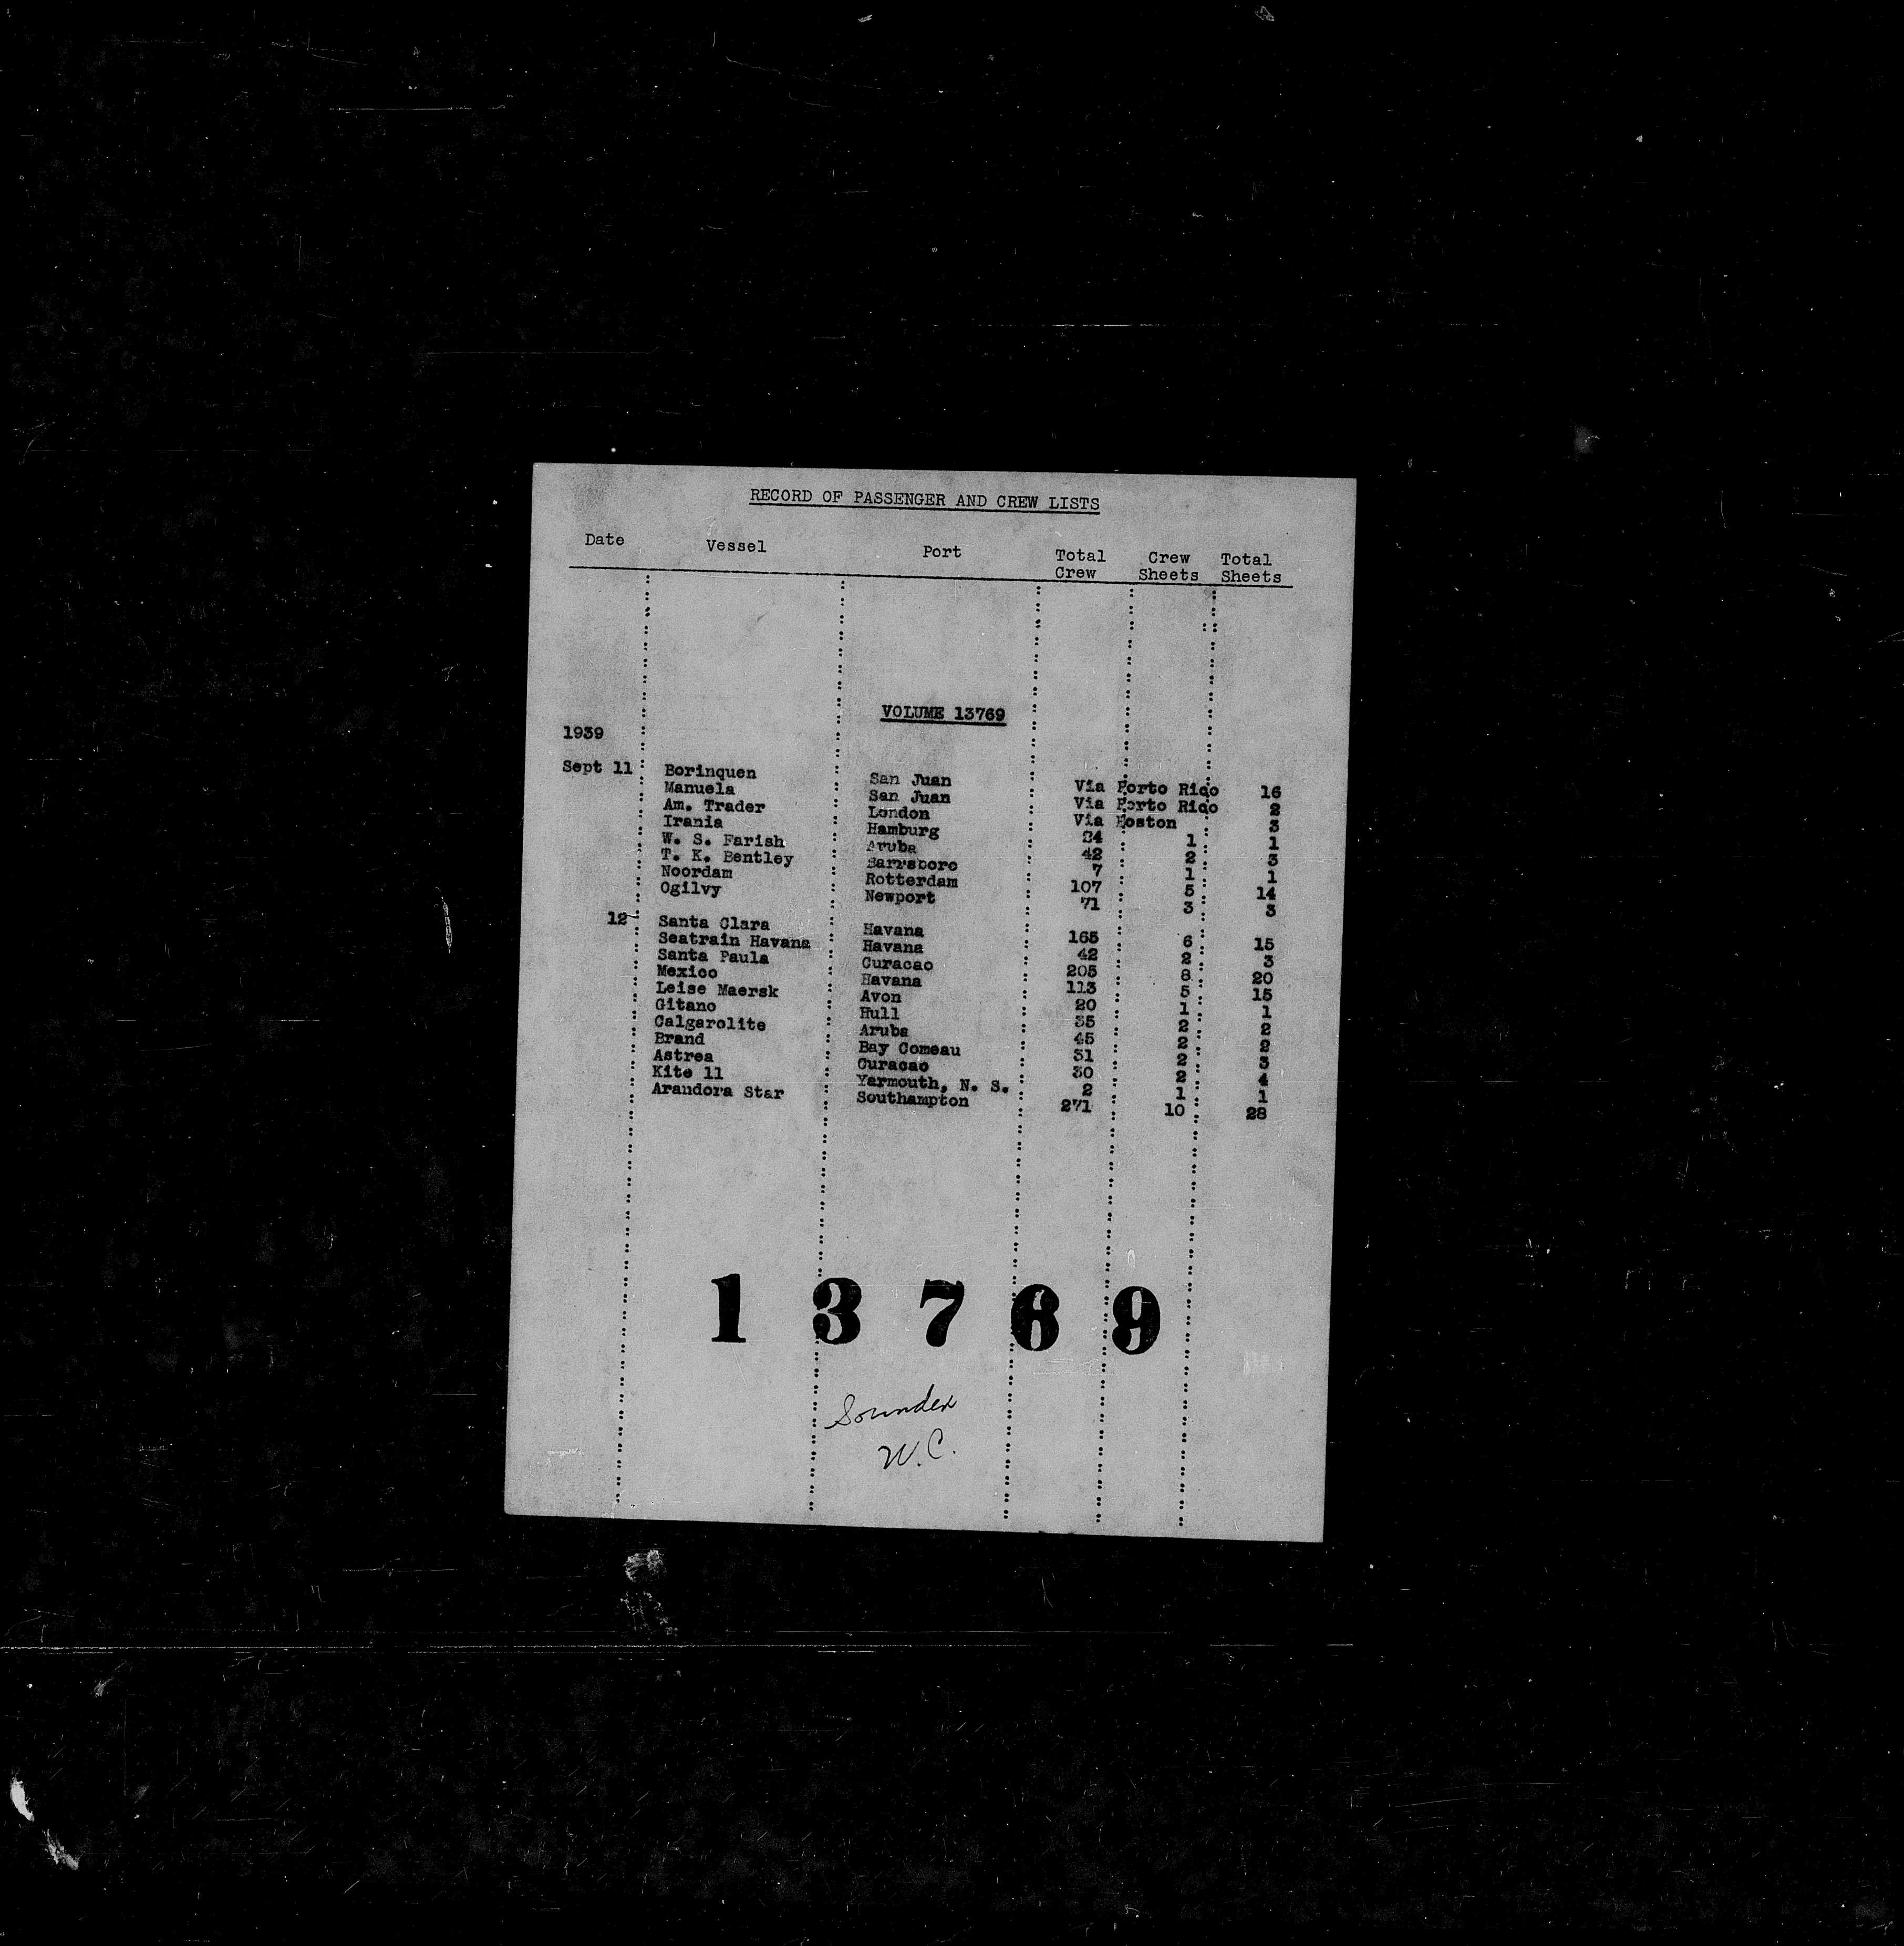 RECORD OF PASSENGER AND CREW LISTS
Date Vessel Port Total Crew Crew Sheets Total Sheets
VOLUME 13769
1939
Sept 11 Borinquen San Juan Via Porto Rico 16
Manuela San Juan Via Porto Rico 2
Am. Trader London Via Boston 3
Irania Hamburg 24 1 1
W. S. Farish Aruba 42 2 3
T. K. Bentley Barrsboro 7 1 1
Noordam Rotterdam 107 5 14
Ogilvy Newport 71 3 3
12 Santa Clara Havana 165 6 15
Seatrain Havana Havana 42 2 3
Santa Paula Curacao 205 8 20
Mexico Havana 113 5 15
Leise Maersk Avon 20 1 1
Gitano Hull 35 2 2
Calgarolite Aruba 45 2 2
Brand Bay Comeau 31 2 3
Astrea Curacao 30 2 4
Kite 11 Yarmouth, N. S. 2 1 1
Arandora Star Southampton 271 10 28
1 3 7 6 9
Soundex
W.C.